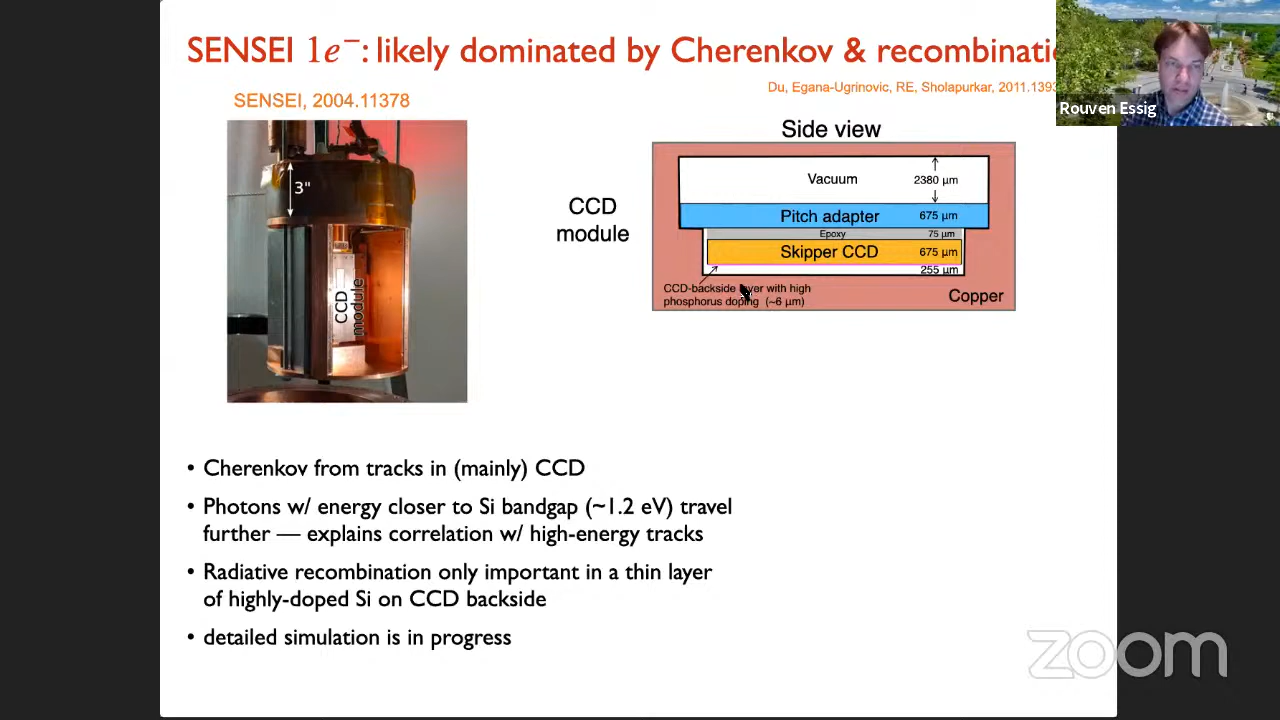 SENSEI 1e⁻: likely dominated by Cherenkov & recombinati
Du, Egana-Ugrinovic, RE, Sholapurkar, 2011.1393
Rouven Essig
SENSEI, 2004.11378
3"
CCD
module
CCD
module
Side view
Vacuum 2380 μm
Pitch adapter 675 μm
Epoxy 75 μm
Skipper CCD 675 μm
255 μm
CCD-backside layer with high
phosphorus doping (~6 μm)
Copper
• Cherenkov from tracks in (mainly) CCD
• Photons w/ energy closer to Si bandgap (~1.2 eV) travel
further — explains correlation w/ high-energy tracks
• Radiative recombination only important in a thin layer
of highly-doped Si on CCD backside
• detailed simulation is in progress
zoom